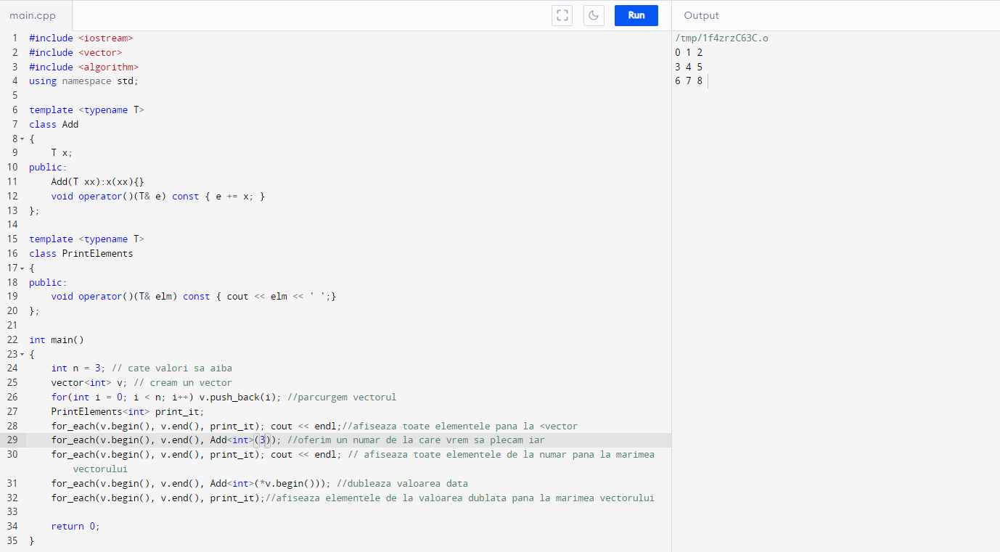 main.cpp
Run
Output
1 #include <iostream>
2 #include <vector>
3 #include <algorithm>
4 using namespace std;
5
6 template <typename T>
7 class Add
8 {
9     T x;
10 public:
11     Add(T xx):x(xx){}
12     void operator()(T& e) const { e += x; }
13 };
14
15 template <typename T>
16 class PrintElements
17 {
18 public:
19     void operator()(T& elm) const { cout << elm << ' ';}
20 };
21
22 int main()
23 {
24     int n = 3; // cate valori sa aiba
25     vector<int> v; // cream un vector
26     for(int i = 0; i < n; i++) v.push_back(i); //parcurgem vectorul
27     PrintElements<int> print_it;
28     for_each(v.begin(), v.end(), print_it); cout << endl;//afiseaza toate elementele pana la <vector
29     for_each(v.begin(), v.end(), Add<int>(3)); //oferim un numar de la care vrem sa plecam iar
30     for_each(v.begin(), v.end(), print_it); cout << endl; // afiseaza toate elementele de la numar pana la marimea
vectorului
31     for_each(v.begin(), v.end(), Add<int>(*v.begin())); //dubleaza valoarea data
32     for_each(v.begin(), v.end(), print_it);//afiseaza elementele de la valoarea dublata pana la marimea vectorului
33
34     return 0;
35 }
/tmp/1f4zrzC63C.o
0 1 2
3 4 5
6 7 8